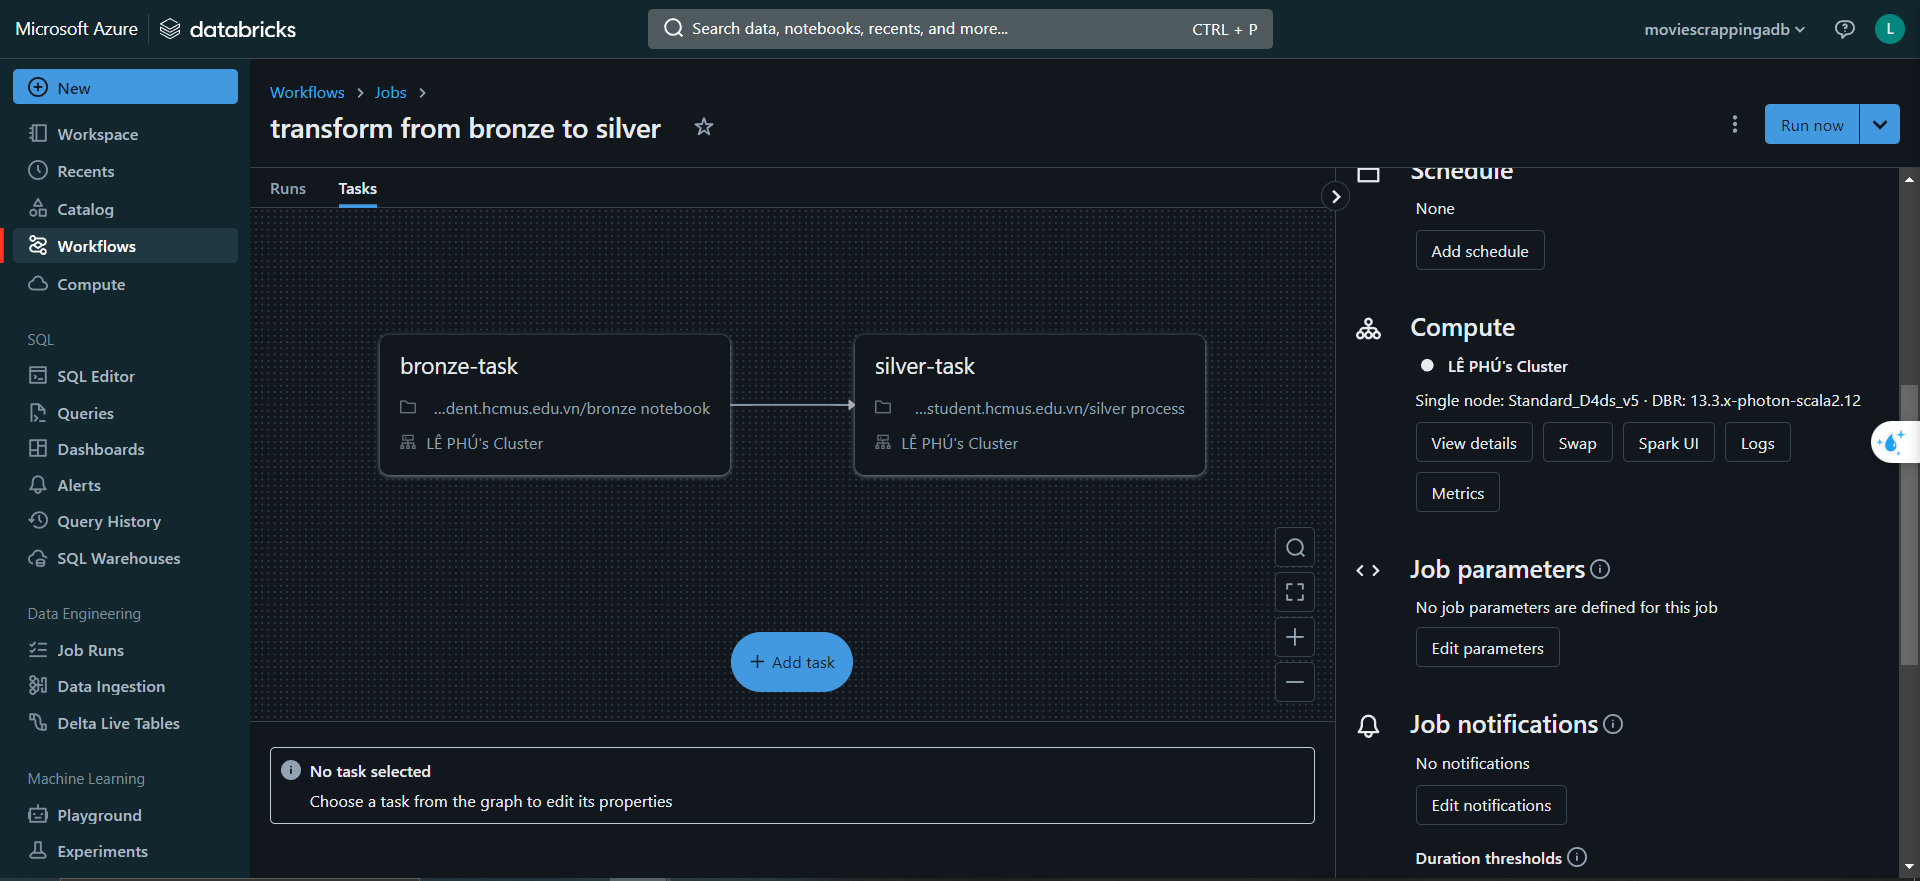 Microsoft Azure databricks
Search data, notebooks, recents, and more... CTRL + P
moviescrappingadb
L
New
Workspace
Recents
Catalog
Workflows
Compute
SQL
SQL Editor
Queries
Dashboards
Alerts
Query History
SQL Warehouses
Data Engineering
Job Runs
Data Ingestion
Delta Live Tables
Machine Learning
Playground
Experiments
Workflows > Jobs >
transform from bronze to silver
Run now
Runs Tasks
bronze-task
...dent.hcmus.edu.vn/bronze notebook
LÊ PHÚ's Cluster
silver-task
...student.hcmus.edu.vn/silver process
LÊ PHÚ's Cluster
+ Add task
No task selected
Choose a task from the graph to edit its properties
Schedule
None
Add schedule
Compute
LÊ PHÚ's Cluster
Single node: Standard_D4ds_v5 · DBR: 13.3.x-photon-scala2.12
View details Swap Spark UI Logs
Metrics
Job parameters
No job parameters are defined for this job
Edit parameters
Job notifications
No notifications
Edit notifications
Duration thresholds